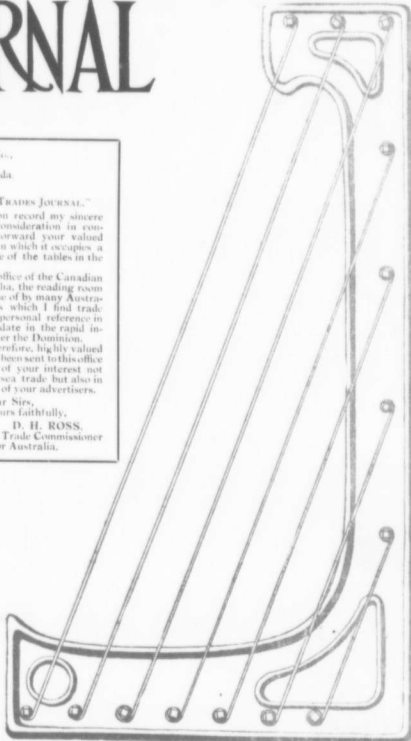 RNAL
da
TRADES JOURNAL."
on record my sincere
onsideration in con-
orward your valued
n which it occupies a
e of the tables in the
office of the Canadian
lia, the reading room
se of by many Austra-
s which I find trade
personal reference in
date in the rapid in-
er the Dominion.
erefore, highly valued
been sent to this office
of your interest not
sea trade but also in
of your advertisers.
r Sirs,
urs faithfully,
D. H. ROSS.
Trade Commissioner
or Australia.